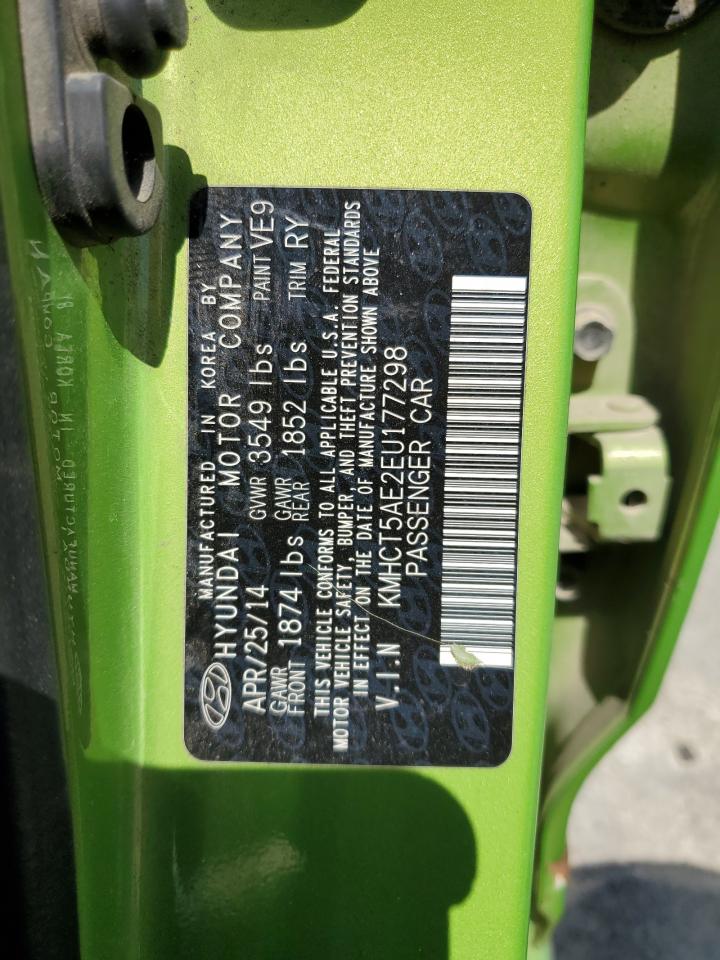 MANUFACTURED IN KOREA BY
HYUNDAI MOTOR COMPANY
APR/25/14 GVWR 3549 lbs PAINT VE9
GAWR FRONT 1874 lbs GAWR REAR 1852 lbs TRIM RY
THIS VEHICLE CONFORMS TO ALL APPLICABLE U.S.A. FEDERAL
MOTOR VEHICLE SAFETY, BUMPER, AND THEFT PREVENTION STANDARDS
IN EFFECT ON THE DATE OF MANUFACTURE SHOWN ABOVE
V.I.N KMHCT5AE2EU177298
PASSENGER CAR